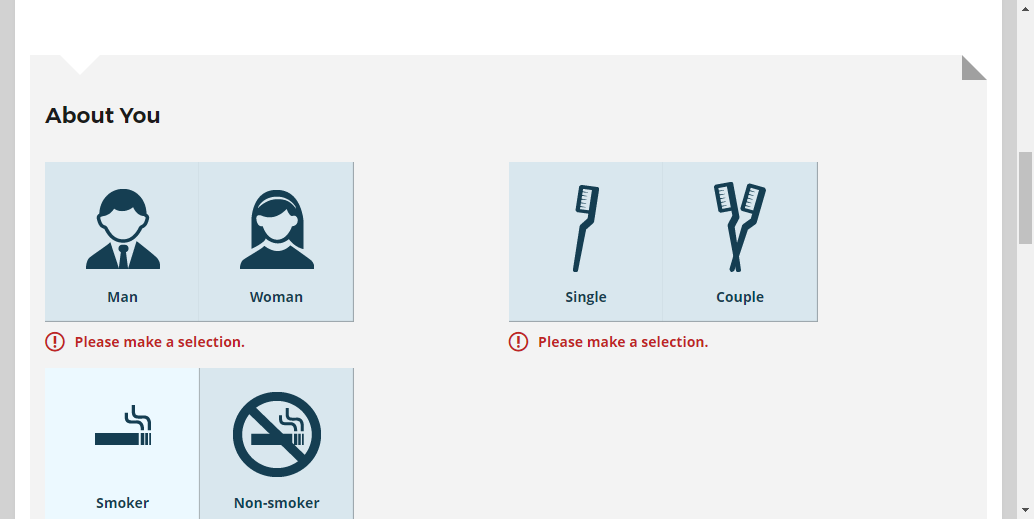 About You
Man
Woman
Single
Couple
Please make a selection.
Please make a selection.
Smoker
Non-smoker